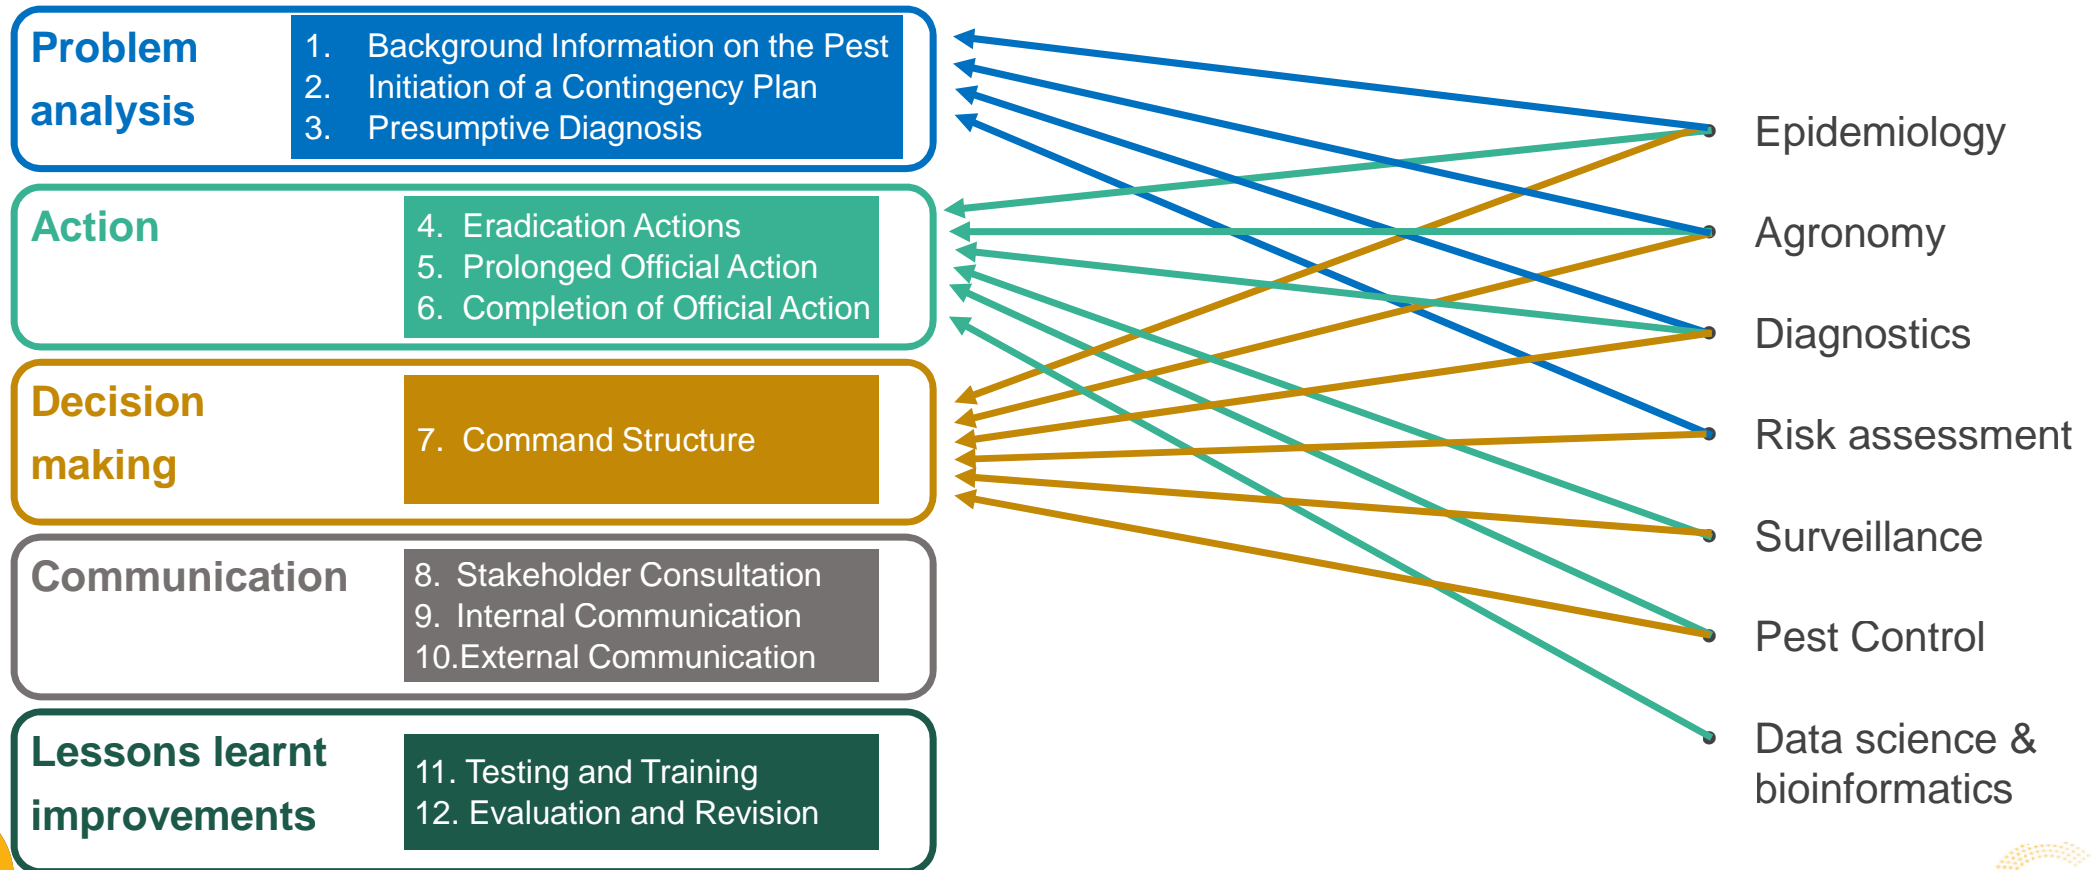 Problem
analysis
1. Background Information on the Pest
2. Initiation of a Contingency Plan
3. Presumptive Diagnosis
Action
4. Eradication Actions
5. Prolonged Official Action
6. Completion of Official Action
Decision
making
7. Command Structure
Communication
8. Stakeholder Consultation
9. Internal Communication
10.External Communication
Lessons learnt
improvements
11. Testing and Training
12. Evaluation and Revision
Epidemiology
Agronomy
Diagnostics
Risk assessment
Surveillance
Pest Control
Data science &
bioinformatics